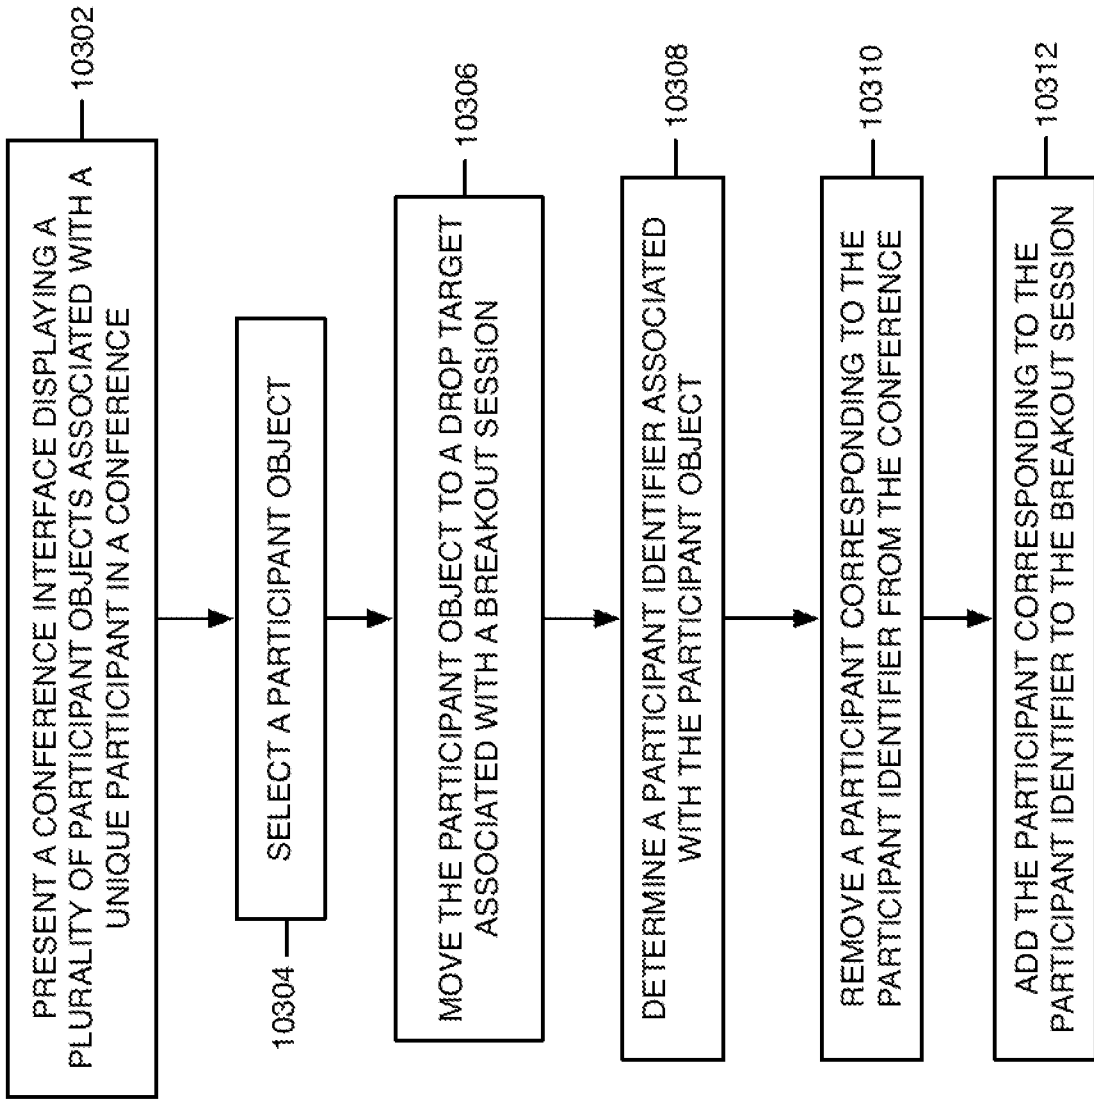 PRESENT A CONFERENCE INTERFACE DISPLAYING A
PLURALITY OF PARTICIPANT OBJECTS ASSOCIATED WITH A
UNIQUE PARTICIPANT IN A CONFERENCE
10302
SELECT A PARTICIPANT OBJECT
10304
MOVE THE PARTICIPANT OBJECT TO A DROP TARGET
ASSOCIATED WITH A BREAKOUT SESSION
10306
DETERMINE A PARTICIPANT IDENTIFIER ASSOCIATED
WITH THE PARTICIPANT OBJECT
10308
REMOVE A PARTICIPANT CORRESPONDING TO THE
PARTICIPANT IDENTIFIER FROM THE CONFERENCE
10310
ADD THE PARTICIPANT CORRESPONDING TO THE
PARTICIPANT IDENTIFIER TO THE BREAKOUT SESSION
10312